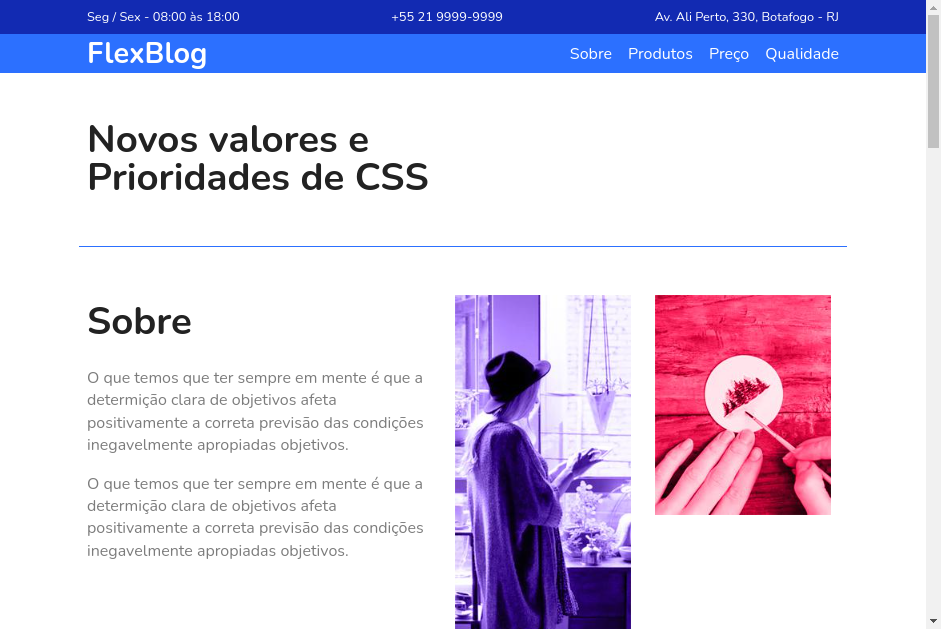 Seg / Sex - 08:00 às 18:00
+55 21 9999-9999
Av. Ali Perto, 330, Botafogo - RJ
FlexBlog
Sobre
Produtos
Preço
Qualidade
Novos valores e
Prioridades de CSS
Sobre
O que temos que ter sempre em mente é que a
determição clara de objetivos afeta
positivamente a correta previsão das condições
inegavelmente apropiadas objetivos.
O que temos que ter sempre em mente é que a
determição clara de objetivos afeta
positivamente a correta previsão das condições
inegavelmente apropiadas objetivos.